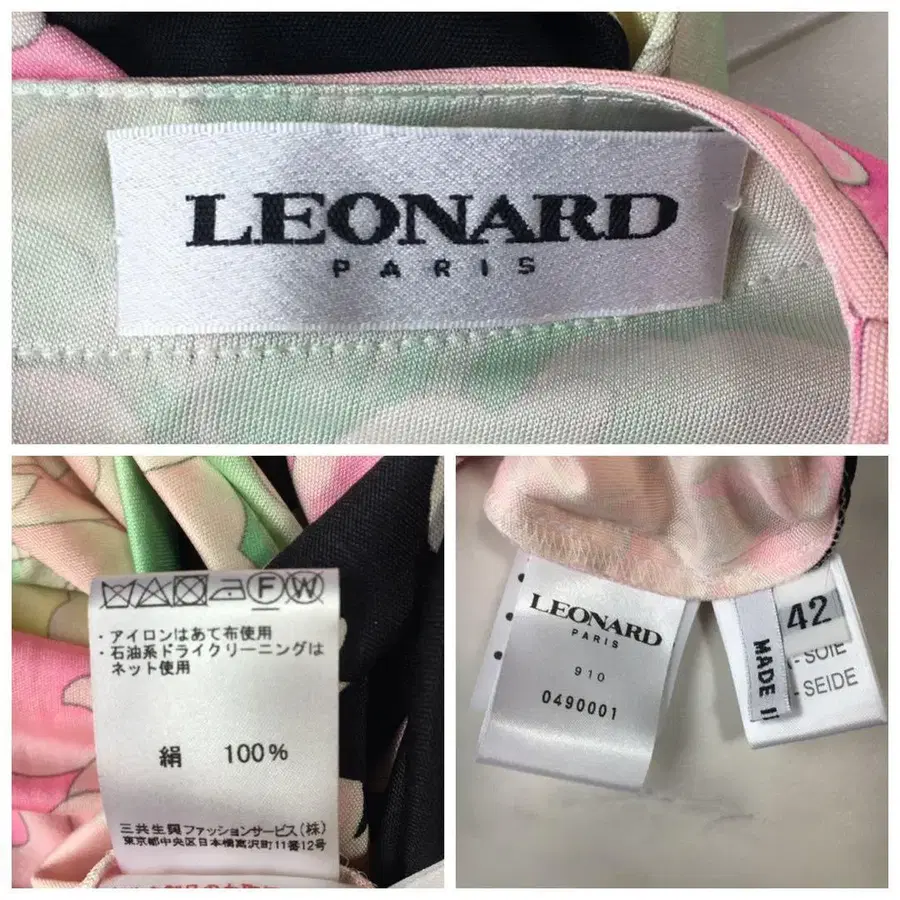 LEONARD
PARIS
F W
・アイロンはあて布使用
・石油系ドライクリーニングは
ネット使用
絹 100%
三共生興ファッションサービス(株)
東京都中央区日本橋富沢町11番12号
LEONARD
PARIS
910
0490001
MADE
42
- SOIE
- SEIDE